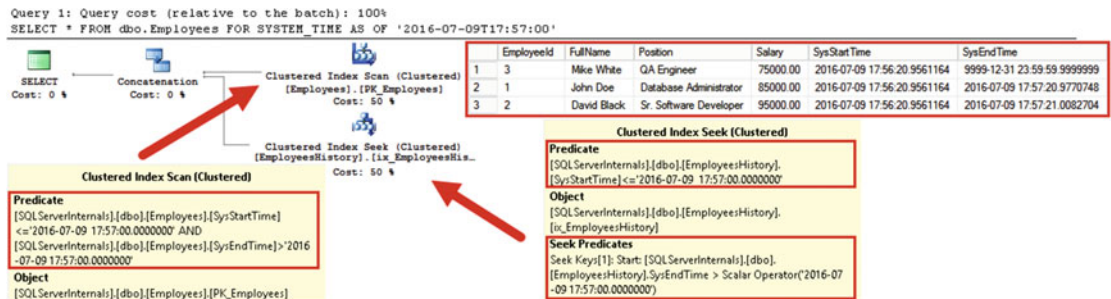 Query 1: Query cost (relative to the batch): 100%
SELECT * FROM dbo.Employees FOR SYSTEM_TIME AS OF '2016-07-09T17:57:00'
SELECT
Cost: 0 %
Concatenation
Cost: 0 %
Clustered Index Scan (Clustered)
[Employees].[PK_Employees]
Cost: 50 %
Clustered Index Seek (Clustered)
[EmployeesHistory].[ix_EmployeesHis…
Cost: 50 %
EmployeeId FullName Position Salary SysStartTime SysEndTime
1 3 Mike White QA Engineer 75000.00 2016-07-09 17:56:20.9561164 9999-12-31 23:59:59.9999999
2 1 John Doe Database Administrator 85000.00 2016-07-09 17:56:20.9561164 2016-07-09 17:57:20.9770748
3 2 David Black Sr. Software Developer 95000.00 2016-07-09 17:56:20.9561164 2016-07-09 17:57:21.0082704
Clustered Index Scan (Clustered)
Predicate
[SQLServerInternals].[dbo].[Employees].[SysStartTime]
<='2016-07-09 17:57:00.0000000' AND
[SQLServerInternals].[dbo].[Employees].[SysEndTime]>'2016
-07-09 17:57:00.0000000'
Object
[SQLServerInternals].[dbo].[Employees].[PK_Employees]
Clustered Index Seek (Clustered)
Predicate
[SQLServerInternals].[dbo].[EmployeesHistory].
[SysStartTime]<='2016-07-09 17:57:00.0000000'
Object
[SQLServerInternals].[dbo].[EmployeesHistory].
[ix_EmployeesHistory]
Seek Predicates
Seek Keys[1]: Start: [SQLServerInternals].[dbo].
[EmployeesHistory].SysEndTime > Scalar Operator('2016-07
-09 17:57:00.0000000')